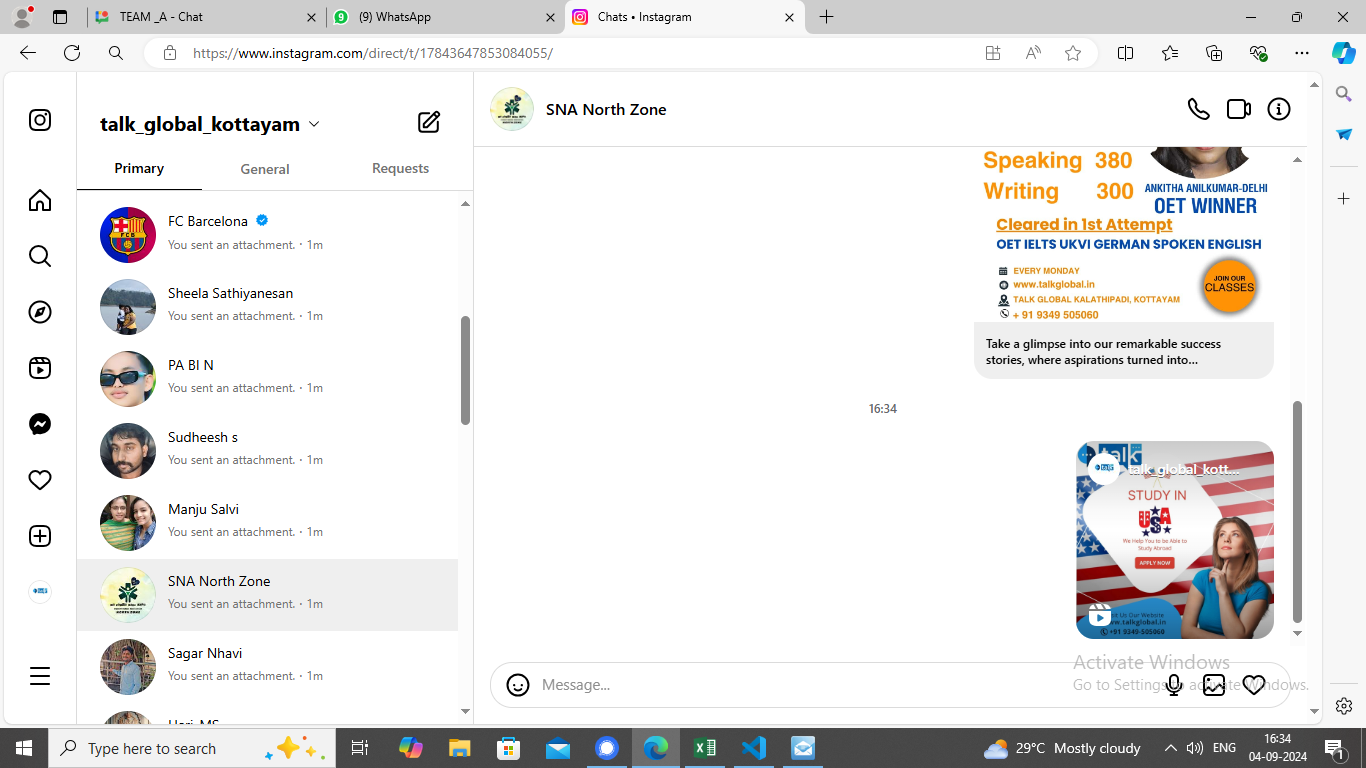 TEAM _A - Chat
(9) WhatsApp
Chats • Instagram
https://www.instagram.com/direct/t/17843647853084055/
talk_global_kottayam
Primary
General
Requests
FC Barcelona
You sent an attachment. · 1m
Sheela Sathiyanesan
You sent an attachment. · 1m
PA BI N
You sent an attachment. · 1m
Sudheesh s
You sent an attachment. · 1m
Manju Salvi
You sent an attachment. · 1m
SNA North Zone
You sent an attachment. · 1m
Sagar Nhavi
You sent an attachment. · 1m
SNA North Zone
Speaking 380
Writing 300
ANKITHA ANILKUMAR-DELHI
OET WINNER
Cleared in 1st Attempt
OET IELTS UKVI GERMAN SPOKEN ENGLISH
EVERY MONDAY
www.talkglobal.in
TALK GLOBAL KALATHIPADI, KOTTAYAM
+ 91 9349 505060
JOIN OUR
CLASSES
Take a glimpse into our remarkable success
stories, where aspirations turned into...
16:34
talk
talk_global_kott...
STUDY IN
USA
We Help You to be Able to
Study Abroad
APPLY NOW
Us Our Website
www.talkglobal.in
+91-9349-505060
Message...
Activate Windows
Go to Settings to activate Windows.
Type here to search
29°C Mostly cloudy
ENG
16:34
04-09-2024
1